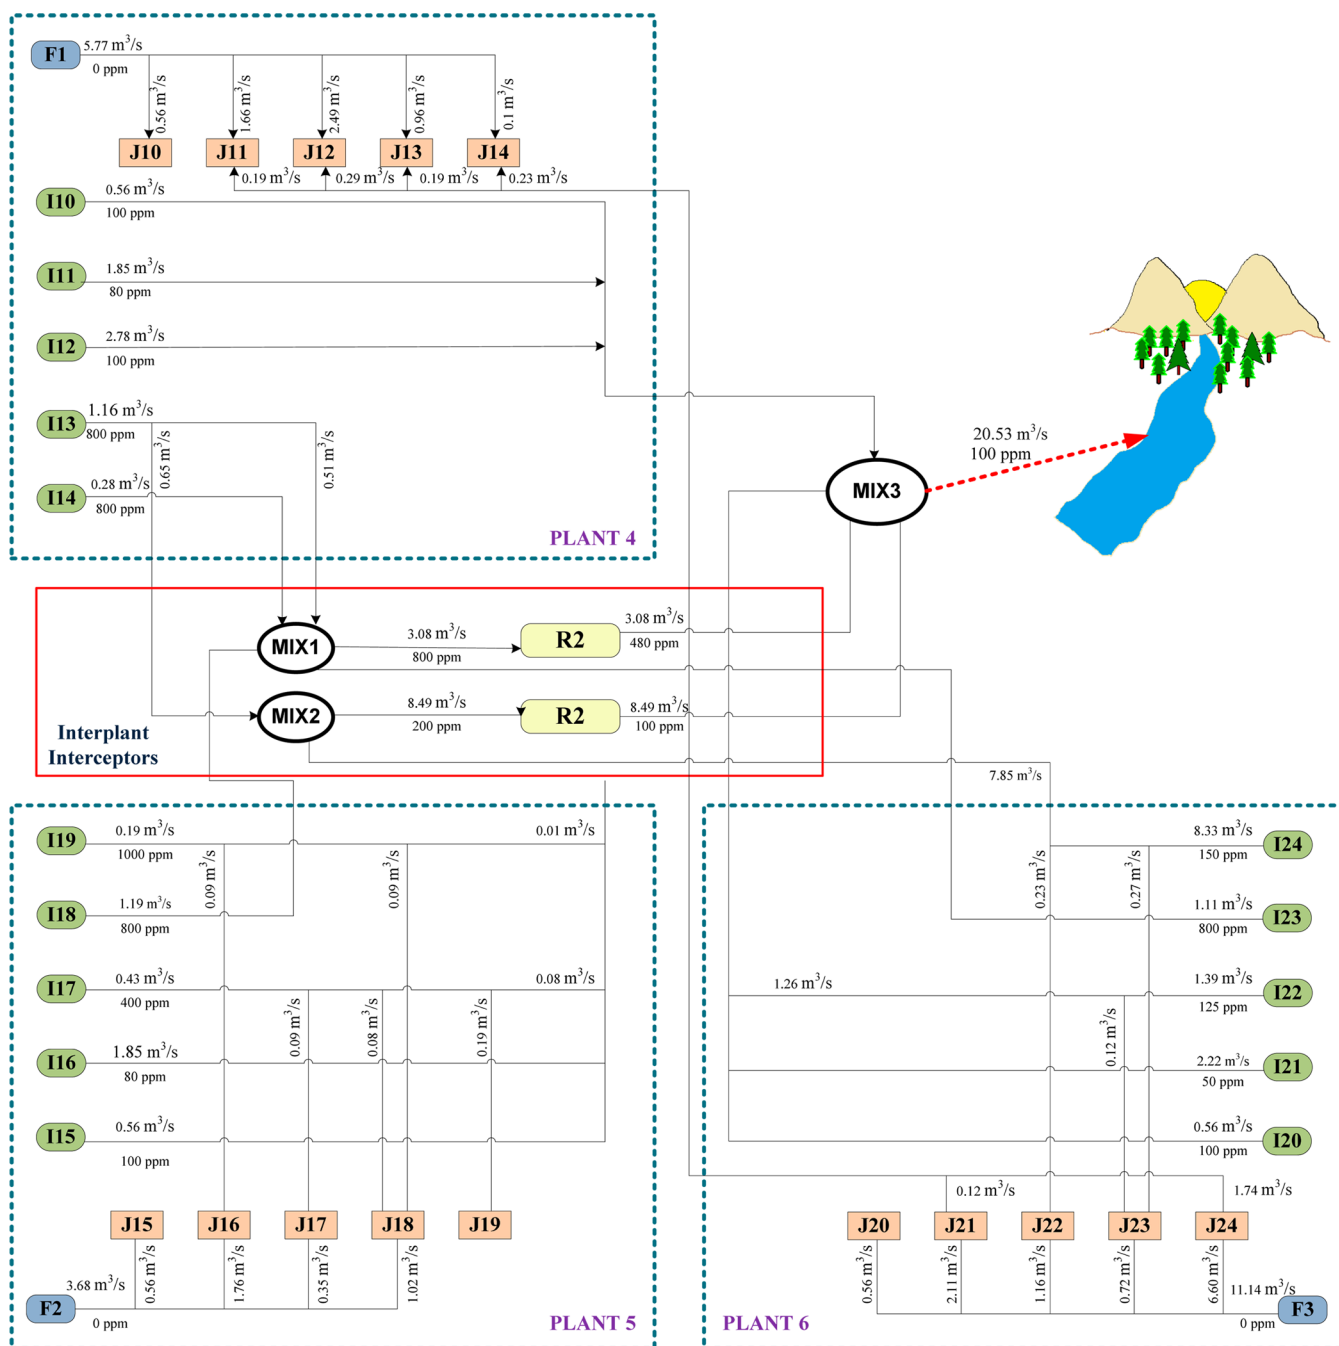 F1
5.77 m³/s
0 ppm
0.56 m³/s
1.66 m³/s
2.49 m³/s
0.96 m³/s
0.1 m³/s
J10
J11
J12
J13
J14
0.19 m³/s
0.29 m³/s
0.19 m³/s
0.23 m³/s
I10
0.56 m³/s
100 ppm
I11
1.85 m³/s
80 ppm
I12
2.78 m³/s
100 ppm
I13
1.16 m³/s
800 ppm
0.65 m³/s
0.51 m³/s
I14
0.28 m³/s
800 ppm
PLANT 4
MIX3
20.53 m³/s
100 ppm
MIX1
3.08 m³/s
800 ppm
R2
3.08 m³/s
480 ppm
MIX2
8.49 m³/s
200 ppm
R2
8.49 m³/s
100 ppm
Interplant
Interceptors
7.85 m³/s
I19
0.19 m³/s
1000 ppm
0.01 m³/s
0.09 m³/s
0.09 m³/s
I18
1.19 m³/s
800 ppm
I17
0.43 m³/s
400 ppm
0.08 m³/s
0.09 m³/s
0.08 m³/s
0.19 m³/s
I16
1.85 m³/s
80 ppm
I15
0.56 m³/s
100 ppm
J15
J16
J17
J18
J19
0.56 m³/s
1.76 m³/s
0.35 m³/s
1.02 m³/s
F2
3.68 m³/s
0 ppm
PLANT 5
8.33 m³/s
150 ppm
I24
0.23 m³/s
0.27 m³/s
1.11 m³/s
800 ppm
I23
1.26 m³/s
1.39 m³/s
125 ppm
I22
0.12 m³/s
2.22 m³/s
50 ppm
I21
0.56 m³/s
100 ppm
I20
0.12 m³/s
1.74 m³/s
J20
J21
J22
J23
J24
0.56 m³/s
2.11 m³/s
1.16 m³/s
0.72 m³/s
6.60 m³/s
11.14 m³/s
F3
0 ppm
PLANT 6